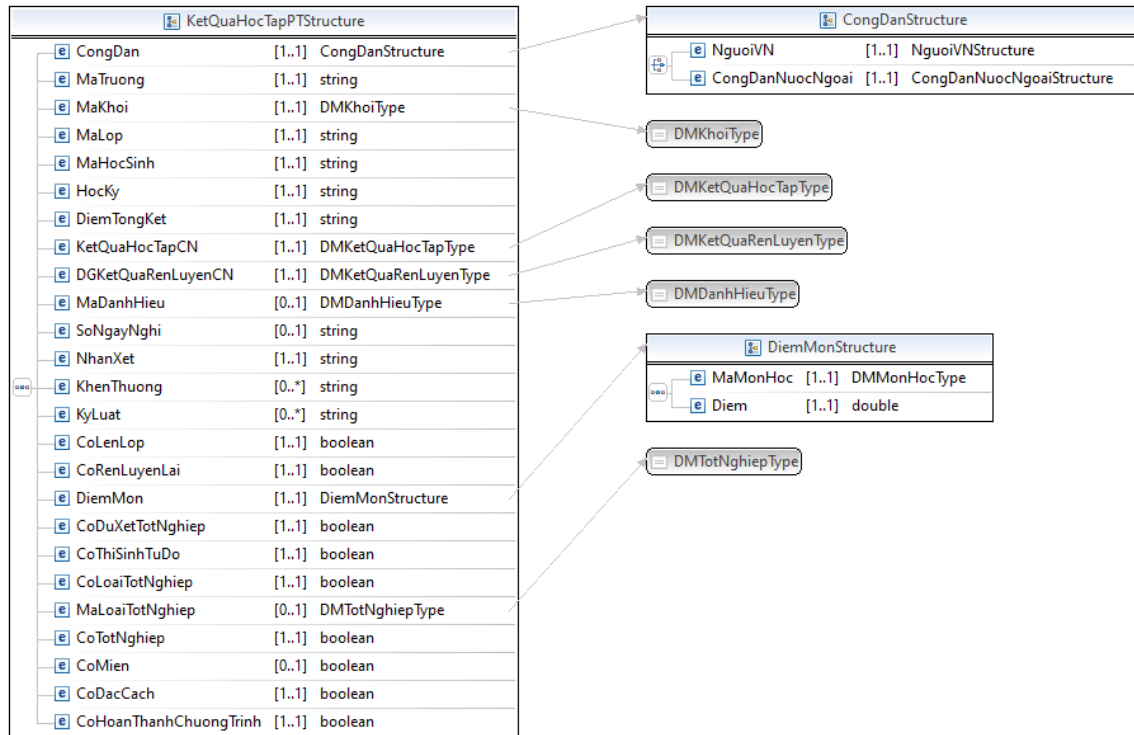 KetQuaHocTapPTStructure
CongDan [1..1] CongDanStructure
MaTruong [1..1] string
MaKhoi [1..1] DMKhoiType
MaLop [1..1] string
MaHocSinh [1..1] string
HocKy [1..1] string
DiemTongKet [1..1] string
KetQuaHocTapCN [1..1] DMKetQuaHocTapType
DGKetQuaRenLuyenCN [1..1] DMKetQuaRenLuyenType
MaDanhHieu [0..1] DMDanhHieuType
SoNgayNghi [0..1] string
NhanXet [1..1] string
KhenThuong [0..*] string
KyLuat [0..*] string
CoLenLop [1..1] boolean
CoRenLuyenLai [1..1] boolean
DiemMon [1..1] DiemMonStructure
CoDuXetTotNghiep [1..1] boolean
CoThiSinhTuDo [1..1] boolean
CoLoaiTotNghiep [1..1] boolean
MaLoaiTotNghiep [0..1] DMTotNghiepType
CoTotNghiep [1..1] boolean
CoMien [0..1] boolean
CoDacCach [1..1] boolean
CoHoanThanhChuongTrinh [1..1] boolean
CongDanStructure
NguoiVN [1..1] NguoiVNStructure
CongDanNuocNgoai [1..1] CongDanNuocNgoaiStructure
DMKhoiType
DMKetQuaHocTapType
DMKetQuaRenLuyenType
DMDanhHieuType
DiemMonStructure
MaMonHoc [1..1] DMMonHocType
Diem [1..1] double
DMTotNghiepType